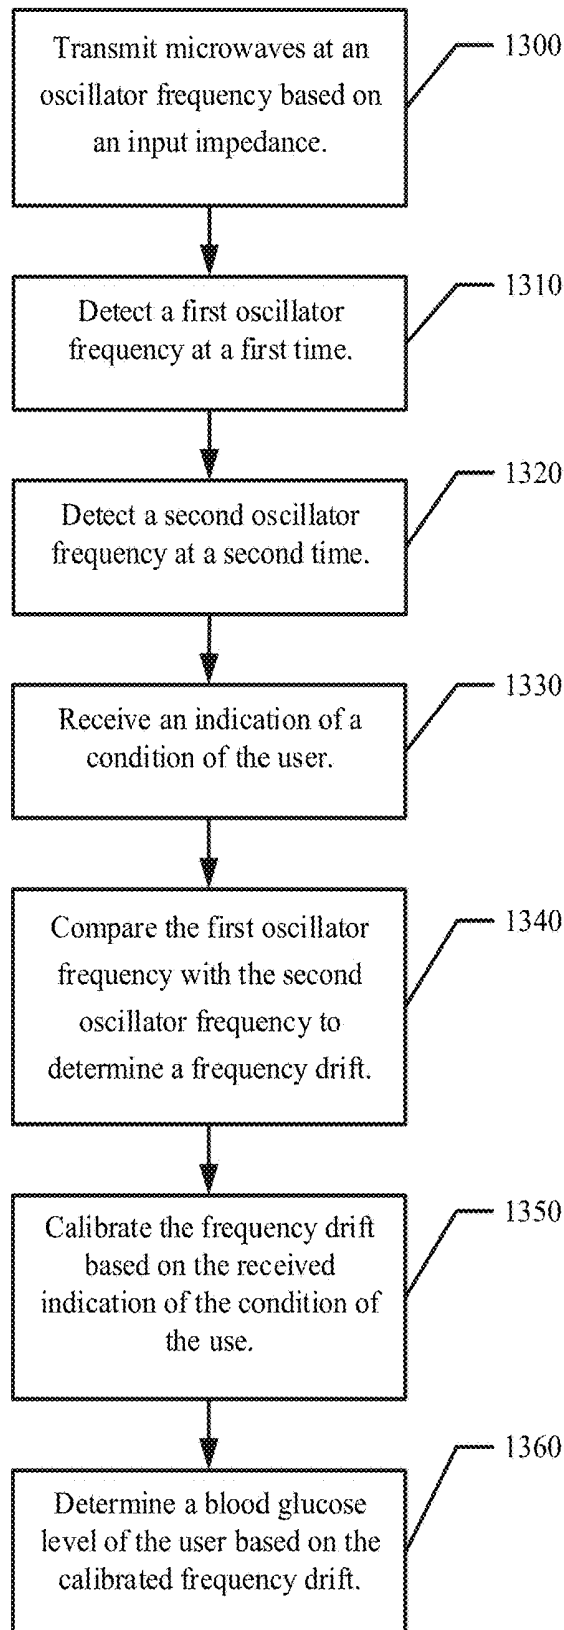 Transmit microwaves at an
oscillator frequency based on
an input impedance.
1300
Detect a first oscillator
frequency at a first time.
1310
Detect a second oscillator
frequency at a second time.
1320
Receive an indication of a
condition of the user.
1330
Compare the first oscillator
frequency with the second
oscillator frequency to
determine a frequency drift.
1340
Calibrate the frequency drift
based on the received
indication of the condition of
the use.
1350
Determine a blood glucose
level of the user based on the
calibrated frequency drift.
1360